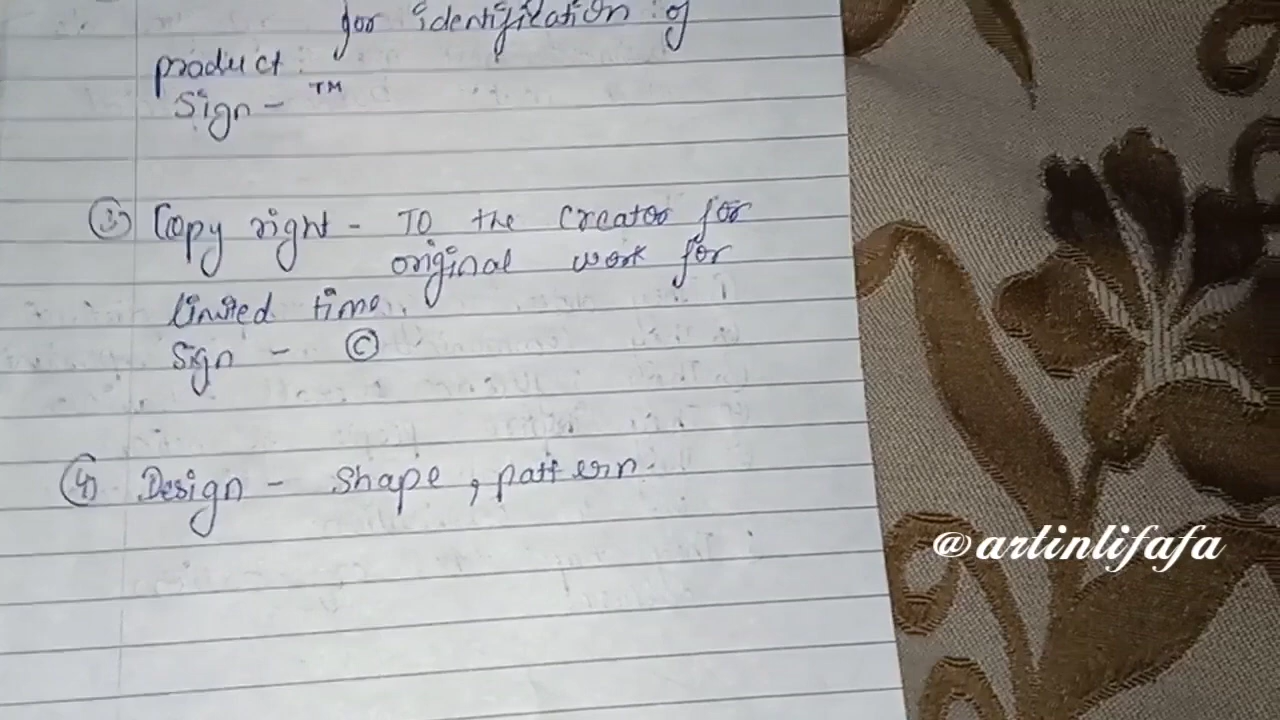 for identification of
product.
Sign - TM
③ Copy right - To the creator for
original work for
limited time.
Sign - ©
④ Design - Shape, pattern.
@artinlifafa